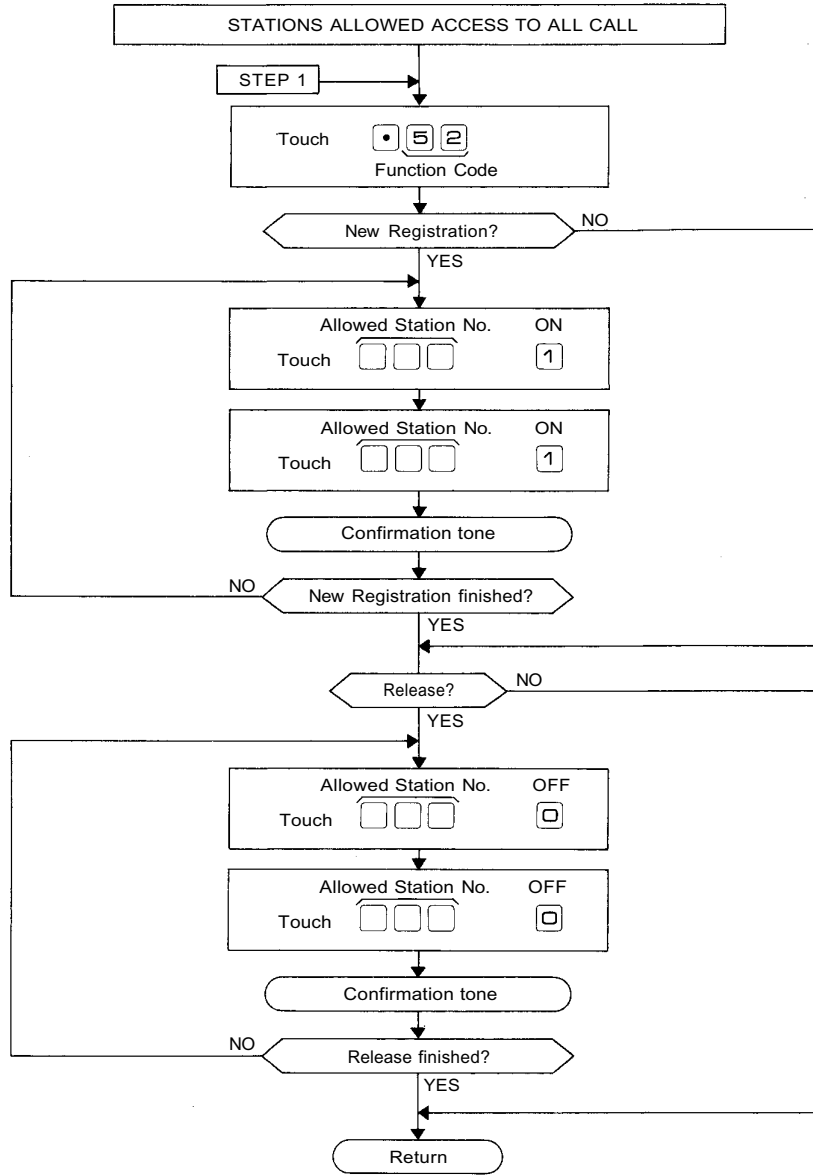 STATIONS ALLOWED ACCESS TO ALL CALL
STEP 1
Touch • 5 2
Function Code
New Registration? NO
YES
Allowed Station No. ON
Touch 1
Allowed Station No. ON
Touch 1
Confirmation tone
NO New Registration finished?
YES
Release? NO
YES
Allowed Station No. OFF
Touch 0
Allowed Station No. OFF
Touch 0
Confirmation tone
NO Release finished?
YES
Return